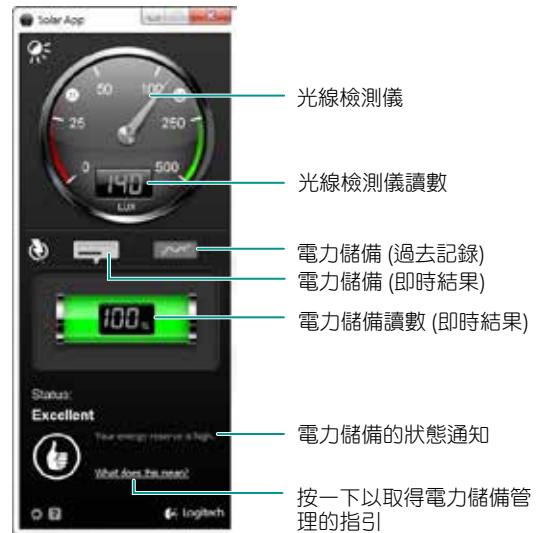 Solar App
50
100
25
250
0
500
140
LUX
光線檢測儀
光線檢測儀讀數
電力儲備 (過去記錄)
電力儲備 (即時結果)
100 %
電力儲備讀數 (即時結果)
Status:
Excellent
Your energy reserve is high.
電力儲備的狀態通知
What does this mean?
按一下以取得電力儲備管
理的指引
Logitech